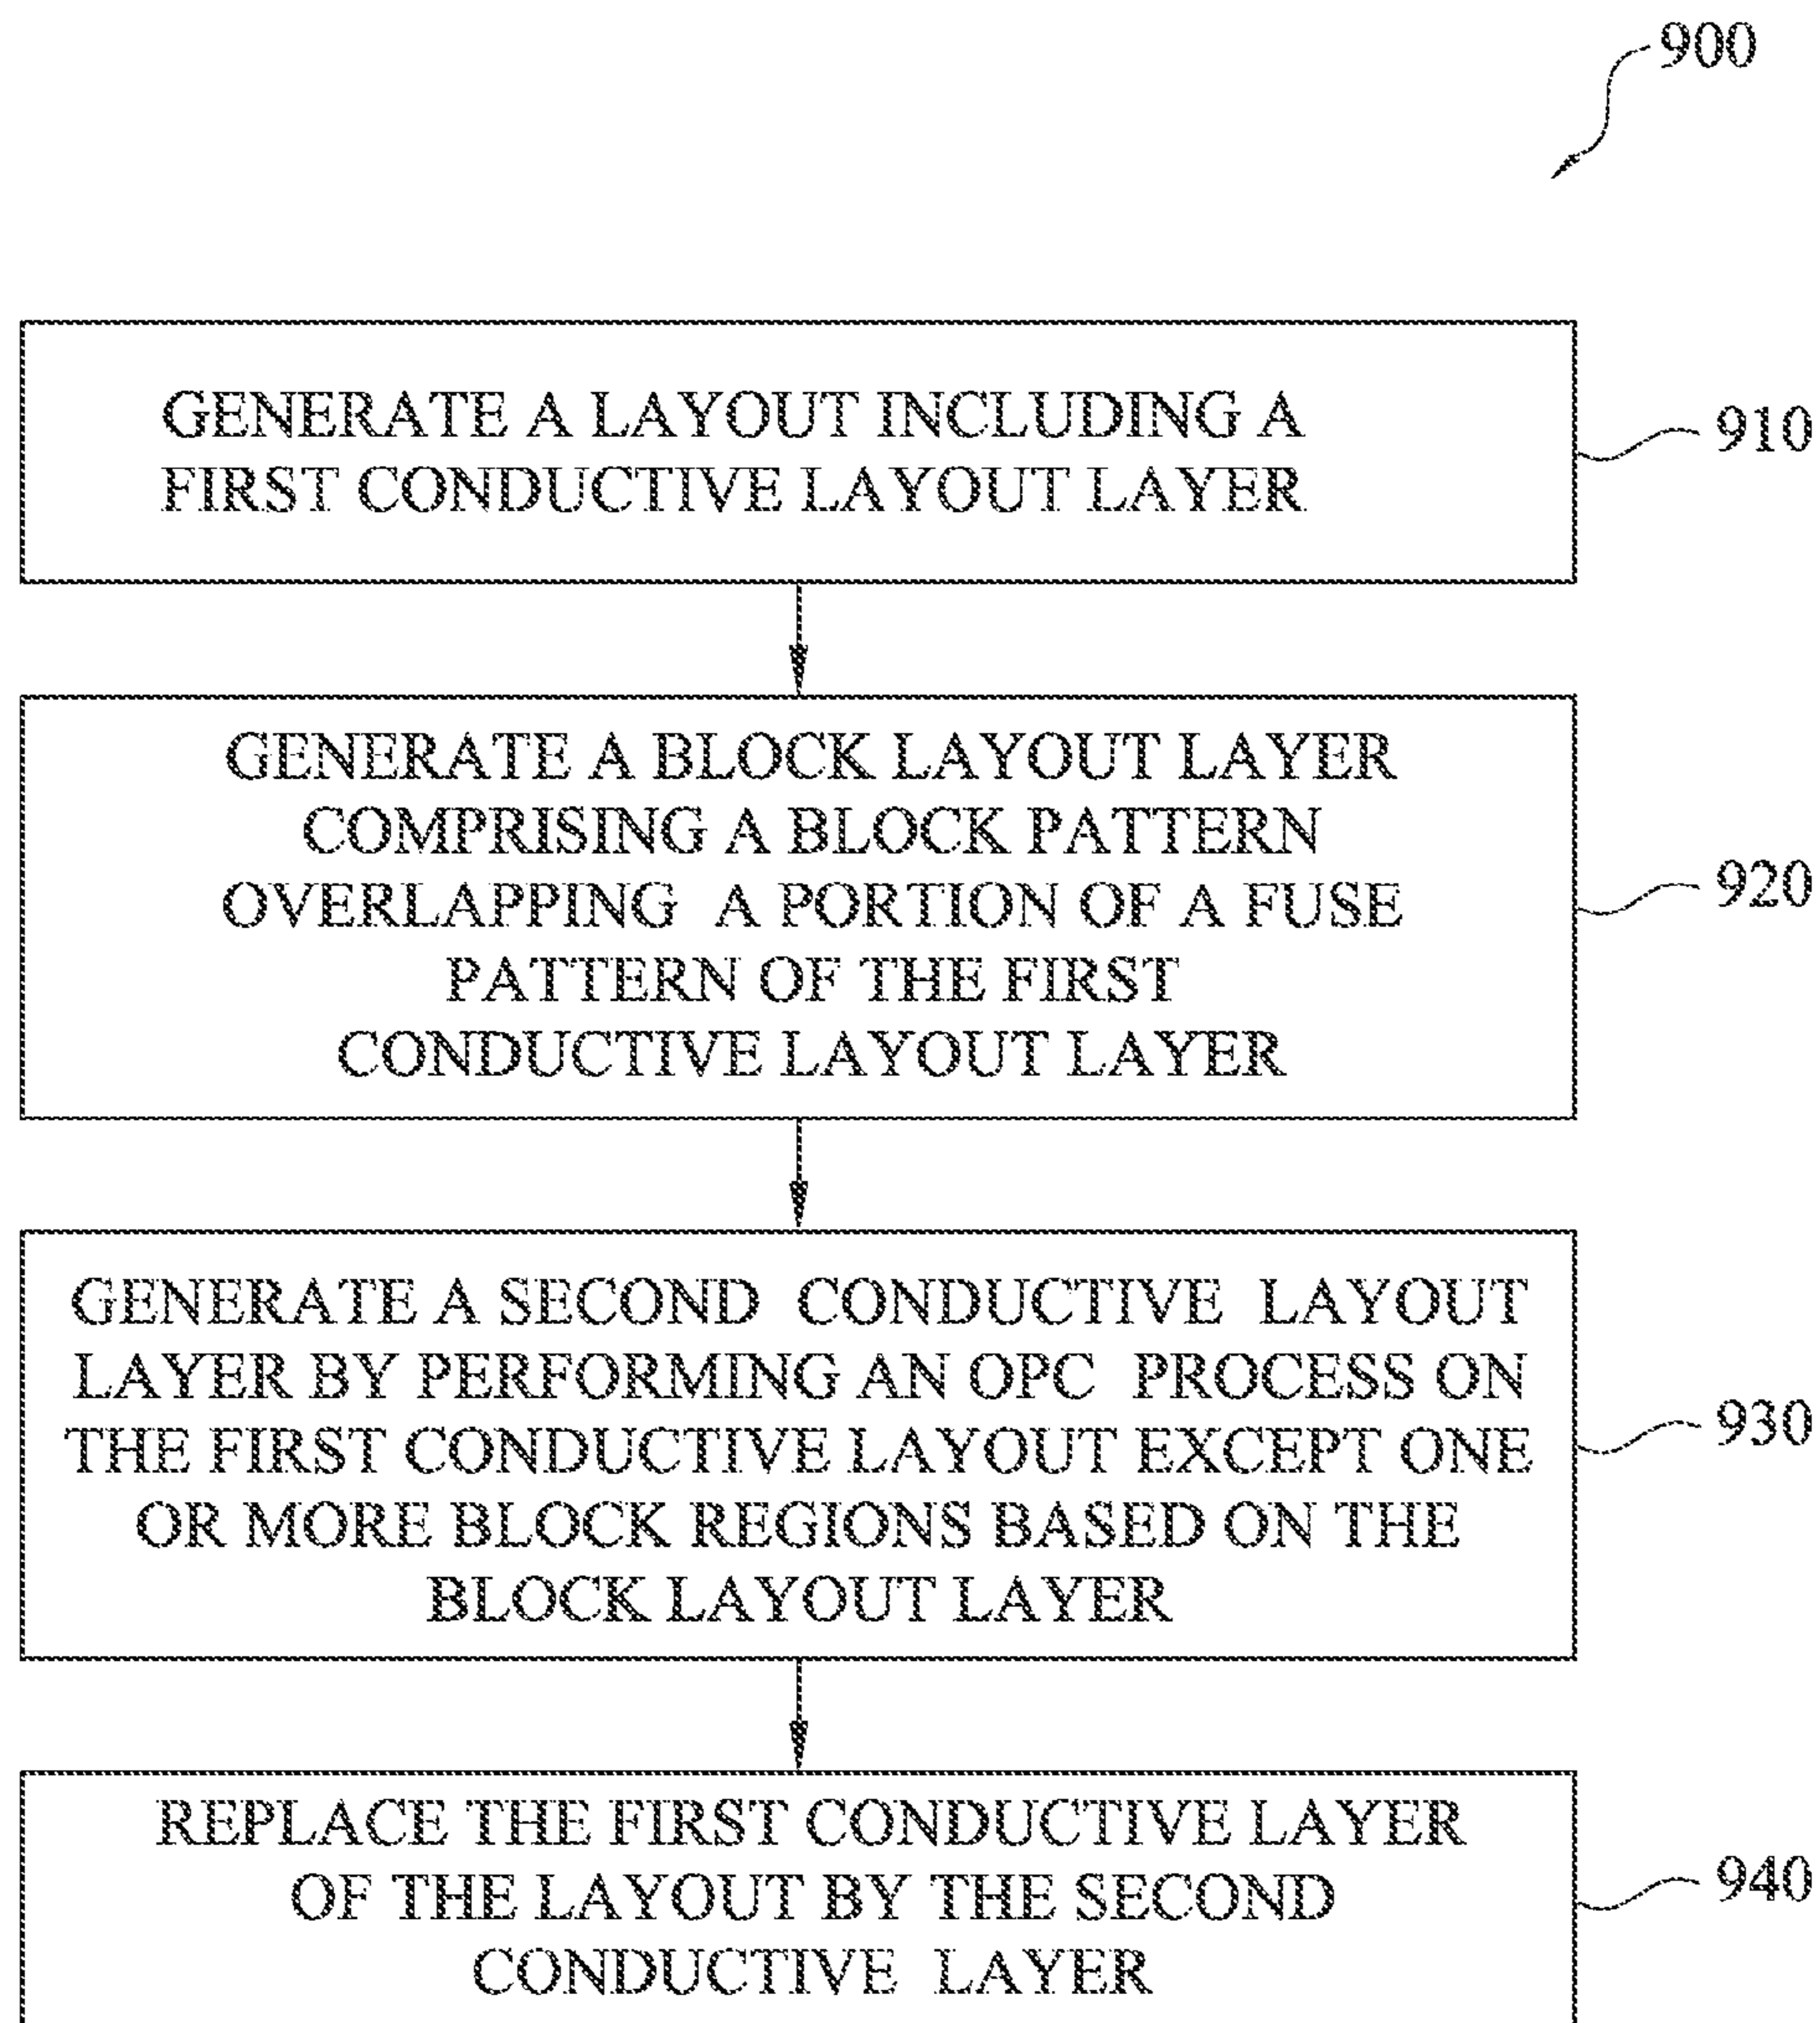 900
GENERATE A LAYOUT INCLUDING A
FIRST CONDUCTIVE LAYOUT LAYER
910
GENERATE A BLOCK LAYOUT LAYER
COMPRISING A BLOCK PATTERN
OVERLAPPING A PORTION OF A FUSE
PATTERN OF THE FIRST
CONDUCTIVE LAYOUT LAYER
920
GENERATE A SECOND CONDUCTIVE LAYOUT
LAYER BY PERFORMING AN OPC PROCESS ON
THE FIRST CONDUCTIVE LAYOUT EXCEPT ONE
OR MORE BLOCK REGIONS BASED ON THE
BLOCK LAYOUT LAYER
930
REPLACE THE FIRST CONDUCTIVE LAYER
OF THE LAYOUT BY THE SECOND
CONDUCTIVE LAYER
940